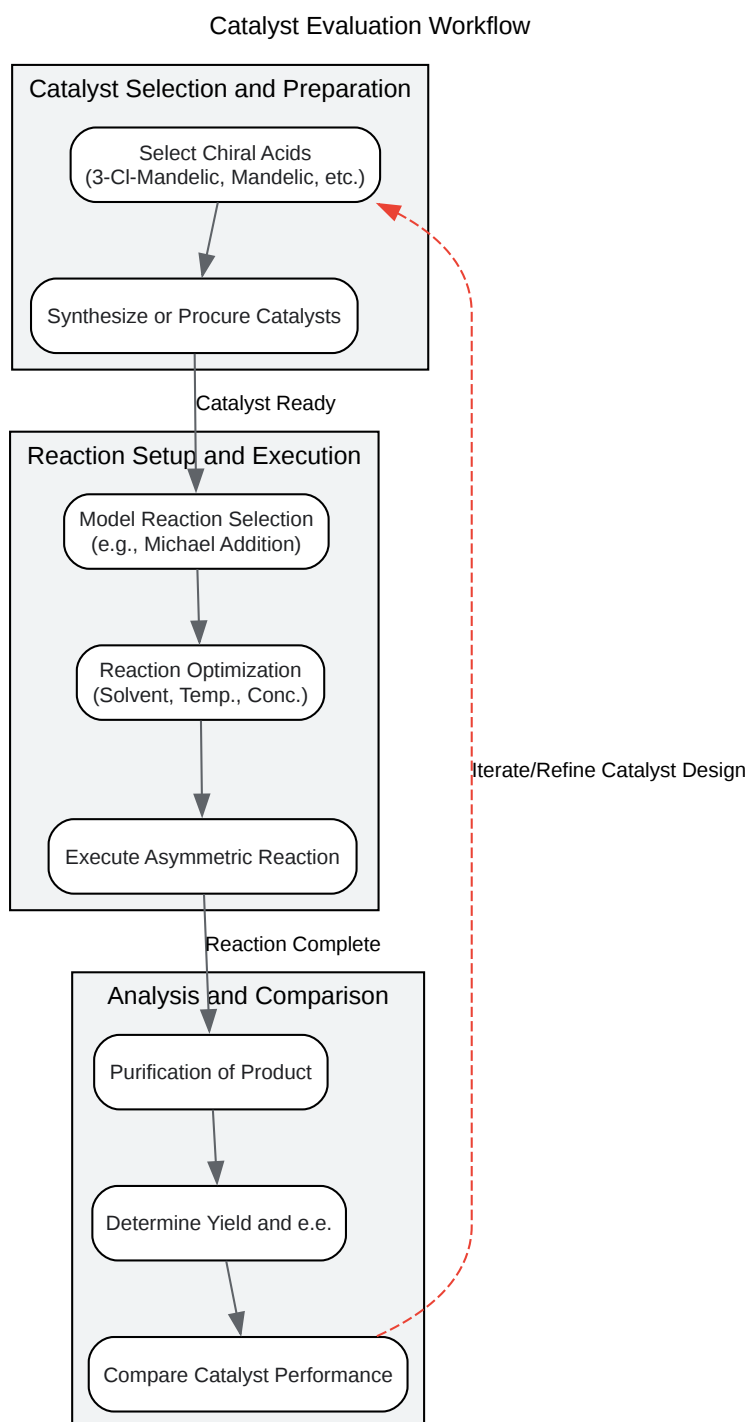 Catalyst Evaluation Workflow
Catalyst Selection and Preparation
Select Chiral Acids
(3-Cl-Mandelic, Mandelic, etc.)
Synthesize or Procure Catalysts
Catalyst Ready
Reaction Setup and Execution
Model Reaction Selection
(e.g., Michael Addition)
Reaction Optimization
(Solvent, Temp., Conc.)
Iterate/Refine Catalyst Design
Execute Asymmetric Reaction
Reaction Complete
Analysis and Comparison
Purification of Product
Determine Yield and e.e.
Compare Catalyst Performance